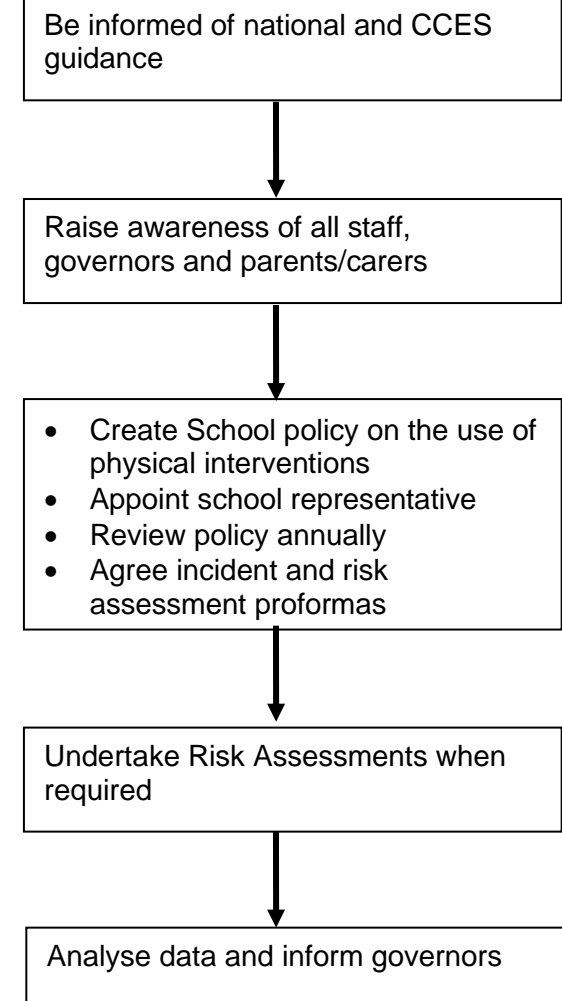 Be informed of national and CCES
guidance
Raise awareness of all staff,
governors and parents/carers
• Create School policy on the use of
physical interventions
• Appoint school representative
• Review policy annually
• Agree incident and risk
assessment proformas
Undertake Risk Assessments when
required
Analyse data and inform governors